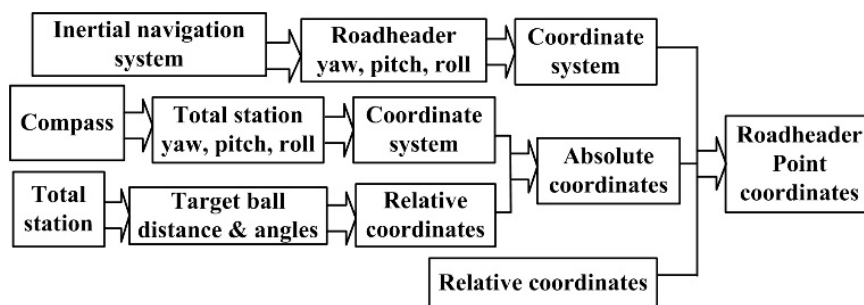 Inertial navigation
system
Roadheader
yaw, pitch, roll
Coordinate
system
Compass
Total station
yaw, pitch, roll
Coordinate
system
Absolute
coordinates
Roadheader
Point
coordinates
Total
station
Target ball
distance & angles
Relative
coordinates
Relative coordinates